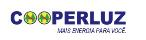 COOPERLUZ
MAIS ENERGIA PARA VOCÊ.